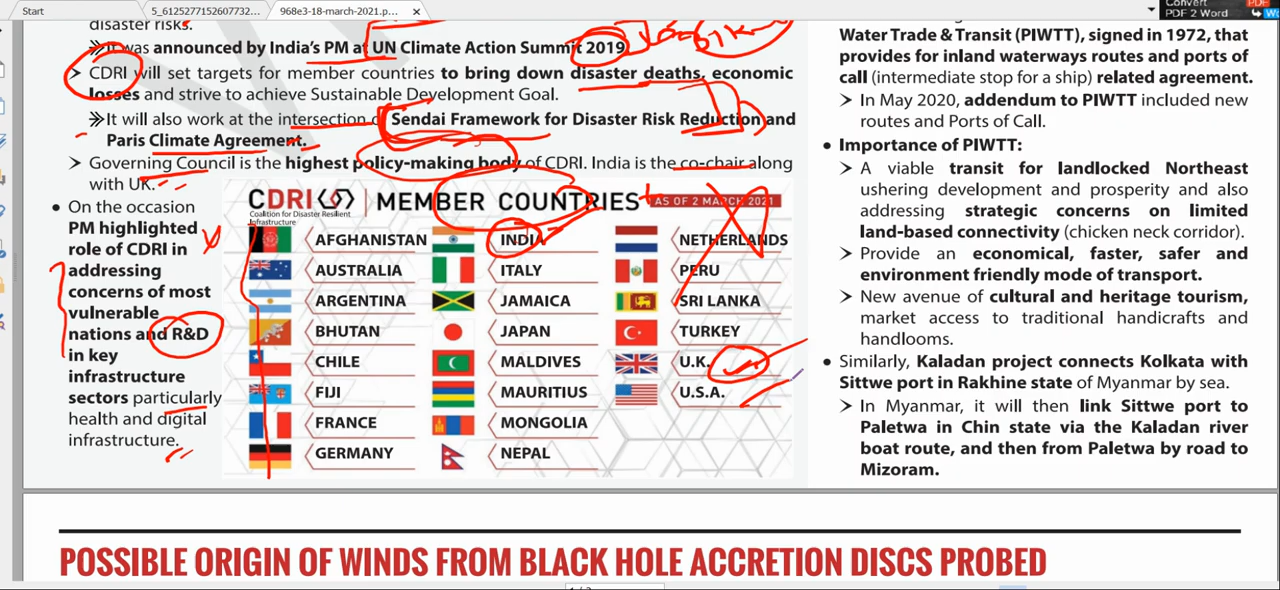 Start
5_6125277152607732...
968e3-18-march-2021.p...
Convert
PDF 2 Word
PDF
disaster risks.
It was announced by India's PM at UN Climate Action Summit 2019
CDRI will set targets for member countries to bring down disaster deaths, economic
losses and strive to achieve Sustainable Development Goal.
It will also work at the intersection Sendai Framework for Disaster Risk Reduction and
Paris Climate Agreement.
Governing Council is the highest policy-making body of CDRI. India is the co-chair along
with UK.
On the occasion
PM highlighted
role of CDRI in
addressing
concerns of most
vulnerable
nations and R&D
in key
infrastructure
sectors particularly
health and digital
infrastructure.
CDRI MEMBER COUNTRIES AS OF 2 MARCH 2021
Coalition for Disaster Resilient
Infrastructure
AFGHANISTAN
AUSTRALIA
ARGENTINA
BHUTAN
CHILE
FIJI
FRANCE
GERMANY
INDIA
ITALY
JAMAICA
JAPAN
MALDIVES
MAURITIUS
MONGOLIA
NEPAL
NETHERLANDS
PERU
SRI LANKA
TURKEY
U.K.
U.S.A.
Water Trade & Transit (PIWTT), signed in 1972, that
provides for inland waterways routes and ports of
call (intermediate stop for a ship) related agreement.
In May 2020, addendum to PIWTT included new
routes and Ports of Call.
Importance of PIWTT:
A viable transit for landlocked Northeast
ushering development and prosperity and also
addressing strategic concerns on limited
land-based connectivity (chicken neck corridor).
Provide an economical, faster, safer and
environment friendly mode of transport.
New avenue of cultural and heritage tourism,
market access to traditional handicrafts and
handlooms.
Similarly, Kaladan project connects Kolkata with
Sittwe port in Rakhine state of Myanmar by sea.
In Myanmar, it will then link Sittwe port to
Paletwa in Chin state via the Kaladan river
boat route, and then from Paletwa by road to
Mizoram.
POSSIBLE ORIGIN OF WINDS FROM BLACK HOLE ACCRETION DISCS PROBED